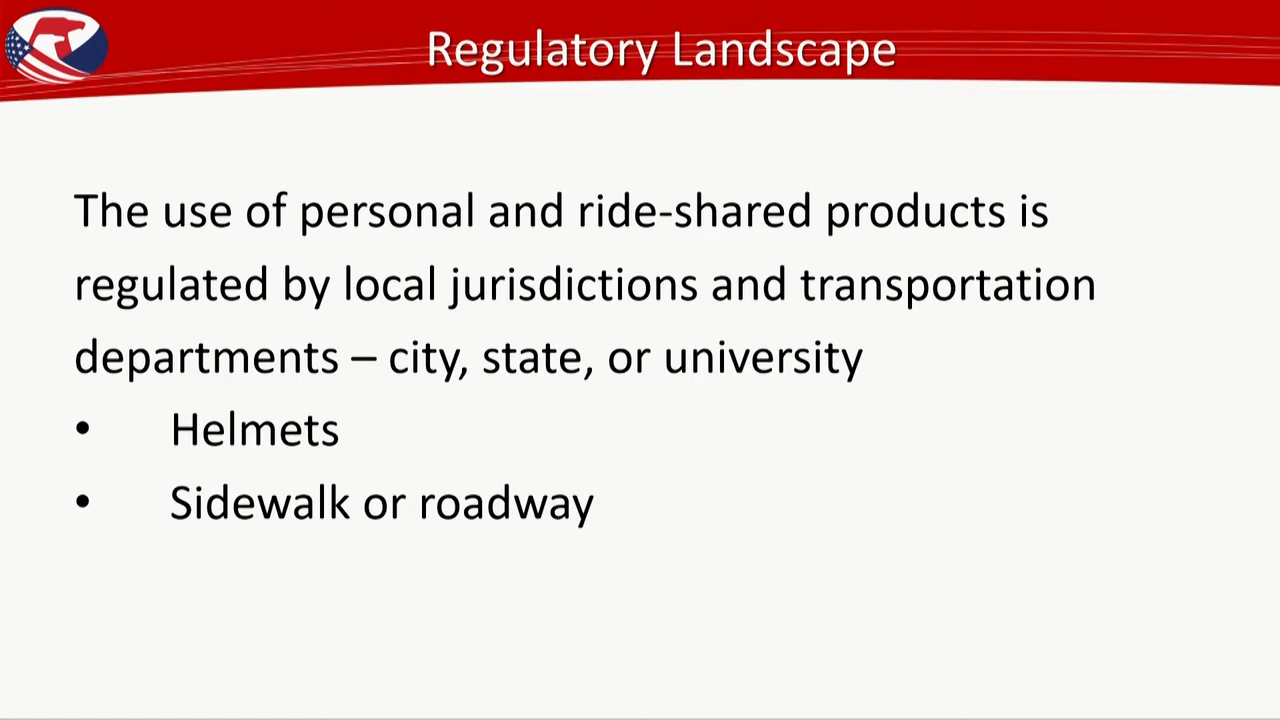 Regulatory Landscape
The use of personal and ride-shared products is
regulated by local jurisdictions and transportation
departments – city, state, or university
• Helmets
• Sidewalk or roadway